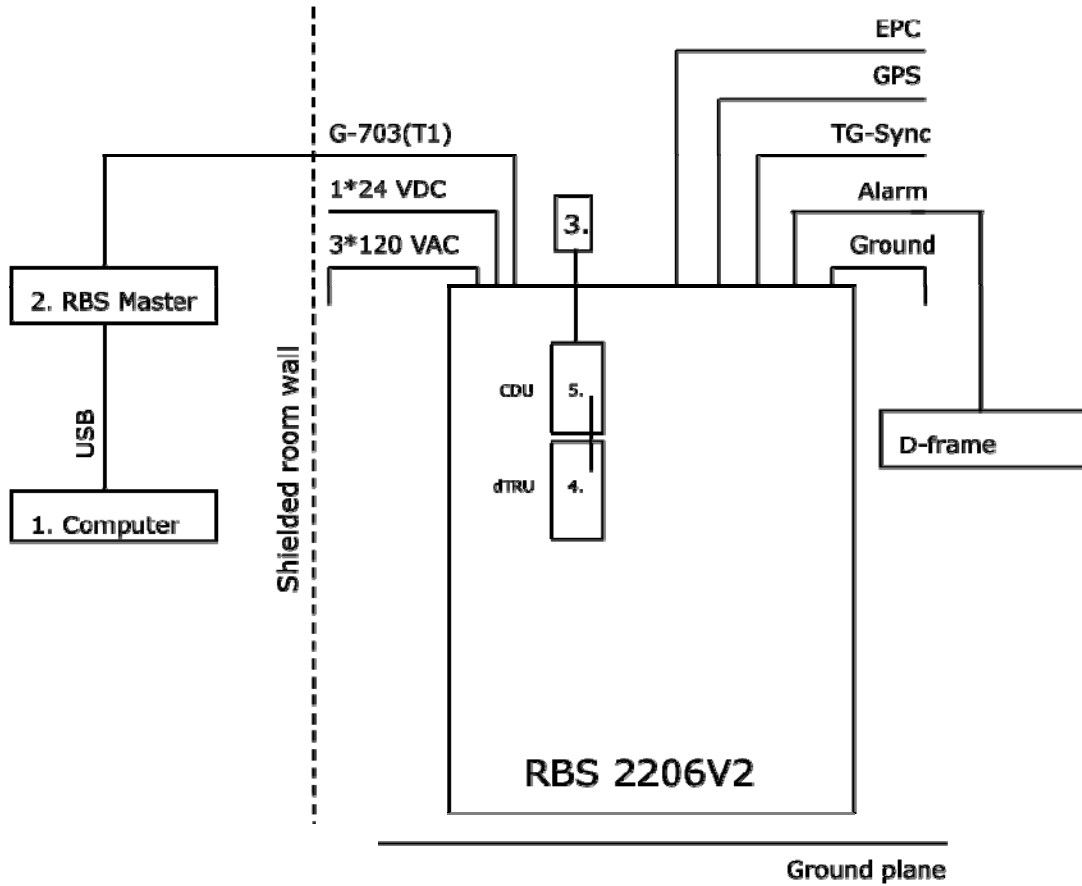 EPC
GPS
G-703(T1)
TG-Sync
1*24 VDC
Alarm
3.
3*120 VAC
Ground
2. RBS Master
Shielded room wall
CDU
5.
USB
D-frame
dTRU
4.
1. Computer
RBS 2206V2
Ground plane